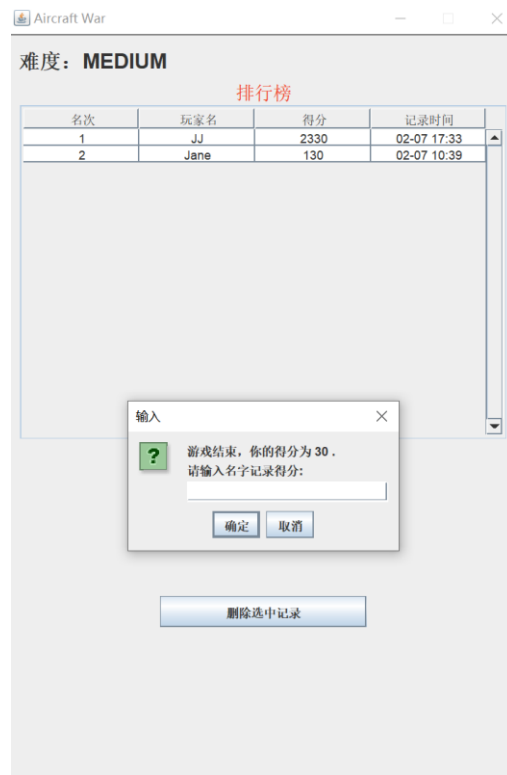 Aircraft War
难度：MEDIUM
排行榜
名次 玩家名 得分 记录时间
1 JJ 2330 02-07 17:33
2 Jane 130 02-07 10:39
输入
?
游戏结束，你的得分为 30 .
请输入名字记录得分:
确定 取消
删除选中记录